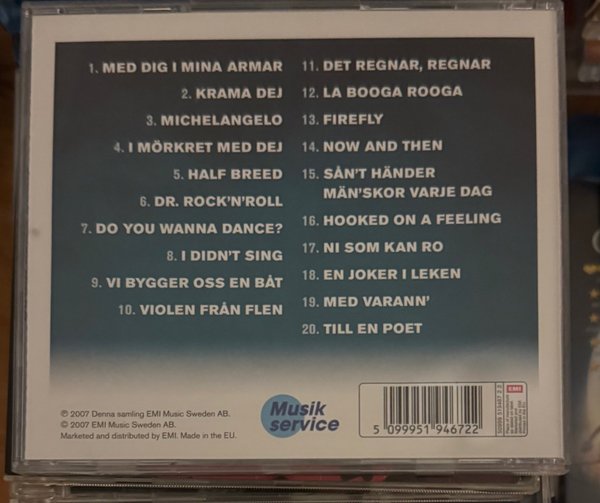 1. MED DIG I MINA ARMAR
2. KRAMA DEJ
3. MICHELANGELO
4. I MÖRKRET MED DEJ
5. HALF BREED
6. DR. ROCK'N'ROLL
7. DO YOU WANNA DANCE?
8. I DIDN'T SING
9. VI BYGGER OSS EN BÅT
10. VIOLEN FRÅN FLEN
11. DET REGNAR, REGNAR
12. LA BOOGA ROOGA
13. FIREFLY
14. NOW AND THEN
15. SÅN'T HÄNDER
MÄN'SKOR VARJE DAG
16. HOOKED ON A FEELING
17. NI SOM KAN RO
18. EN JOKER I LEKEN
19. MED VARANN'
20. TILL EN POET
℗ 2007 Denna samling EMI Music Sweden AB.
© 2007 EMI Music Sweden AB.
Marketed and distributed by EMI. Made in the EU.
Musik
service
5 099951 946722
EMI
50999 519467 2 2